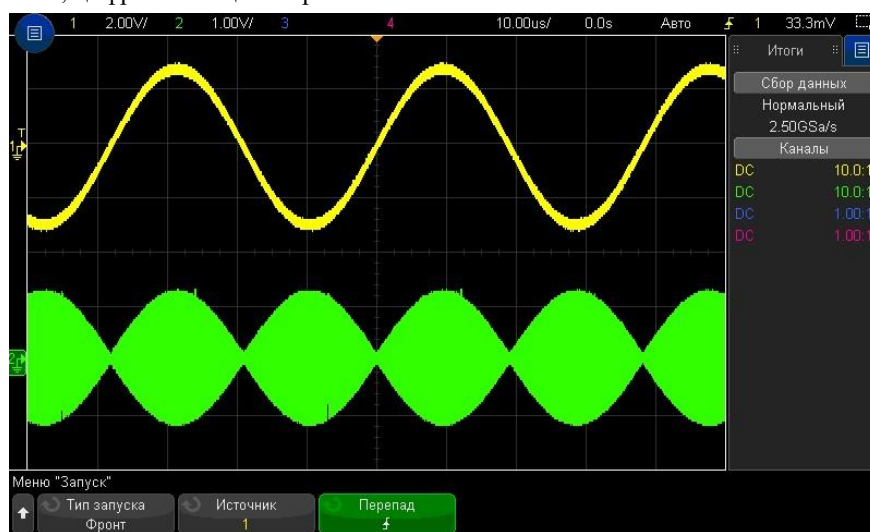 1 2.00V/ 2 1.00V/ 3 4 10.00us/ 0.0s Авто 1 33.3mV
Итоги
Сбор данных
Нормальный
2.50GSa/s
Каналы
DC 10.0:1
DC 10.0:1
DC 1.00:1
DC 1.00:1
T
1
2
Меню "Запуск"
Тип запуска
Фронт
Источник
1
Перепад